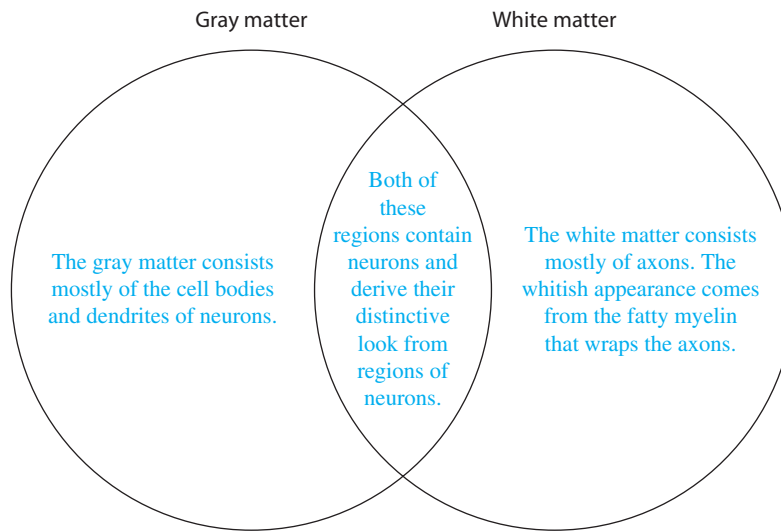 Gray matter
White matter
The gray matter consists
mostly of the cell bodies
and dendrites of neurons.
Both of
these
regions contain
neurons and
derive their
distinctive
look from
regions of
neurons.
The white matter consists
mostly of axons. The
whitish appearance comes
from the fatty myelin
that wraps the axons.